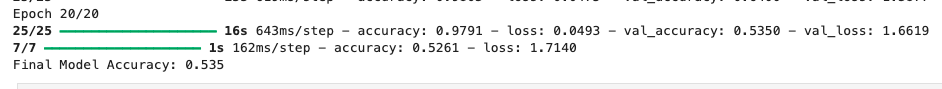 Epoch 20/20
25/25 16s 643ms/step - accuracy: 0.9791 - loss: 0.0493 - val_accuracy: 0.5350 - val_loss: 1.6619
7/7 1s 162ms/step - accuracy: 0.5261 - loss: 1.7140
Final Model Accuracy: 0.535